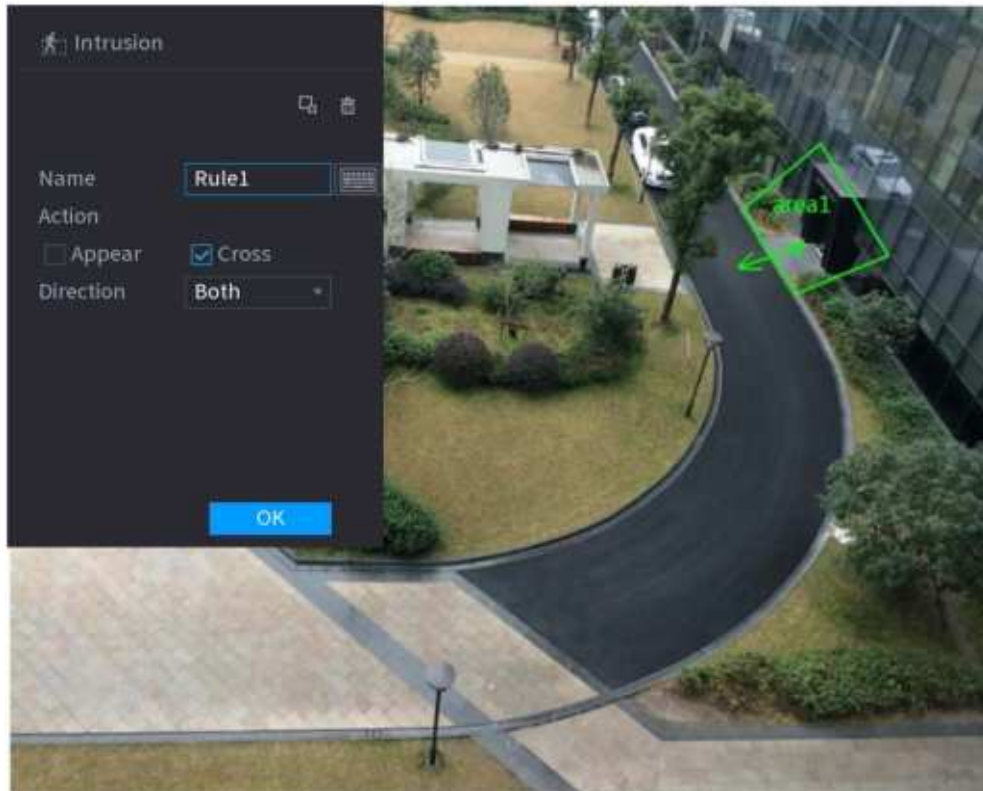 Intrusion
Name Rule1
Action
Appear Cross
Direction Both
OK
area1